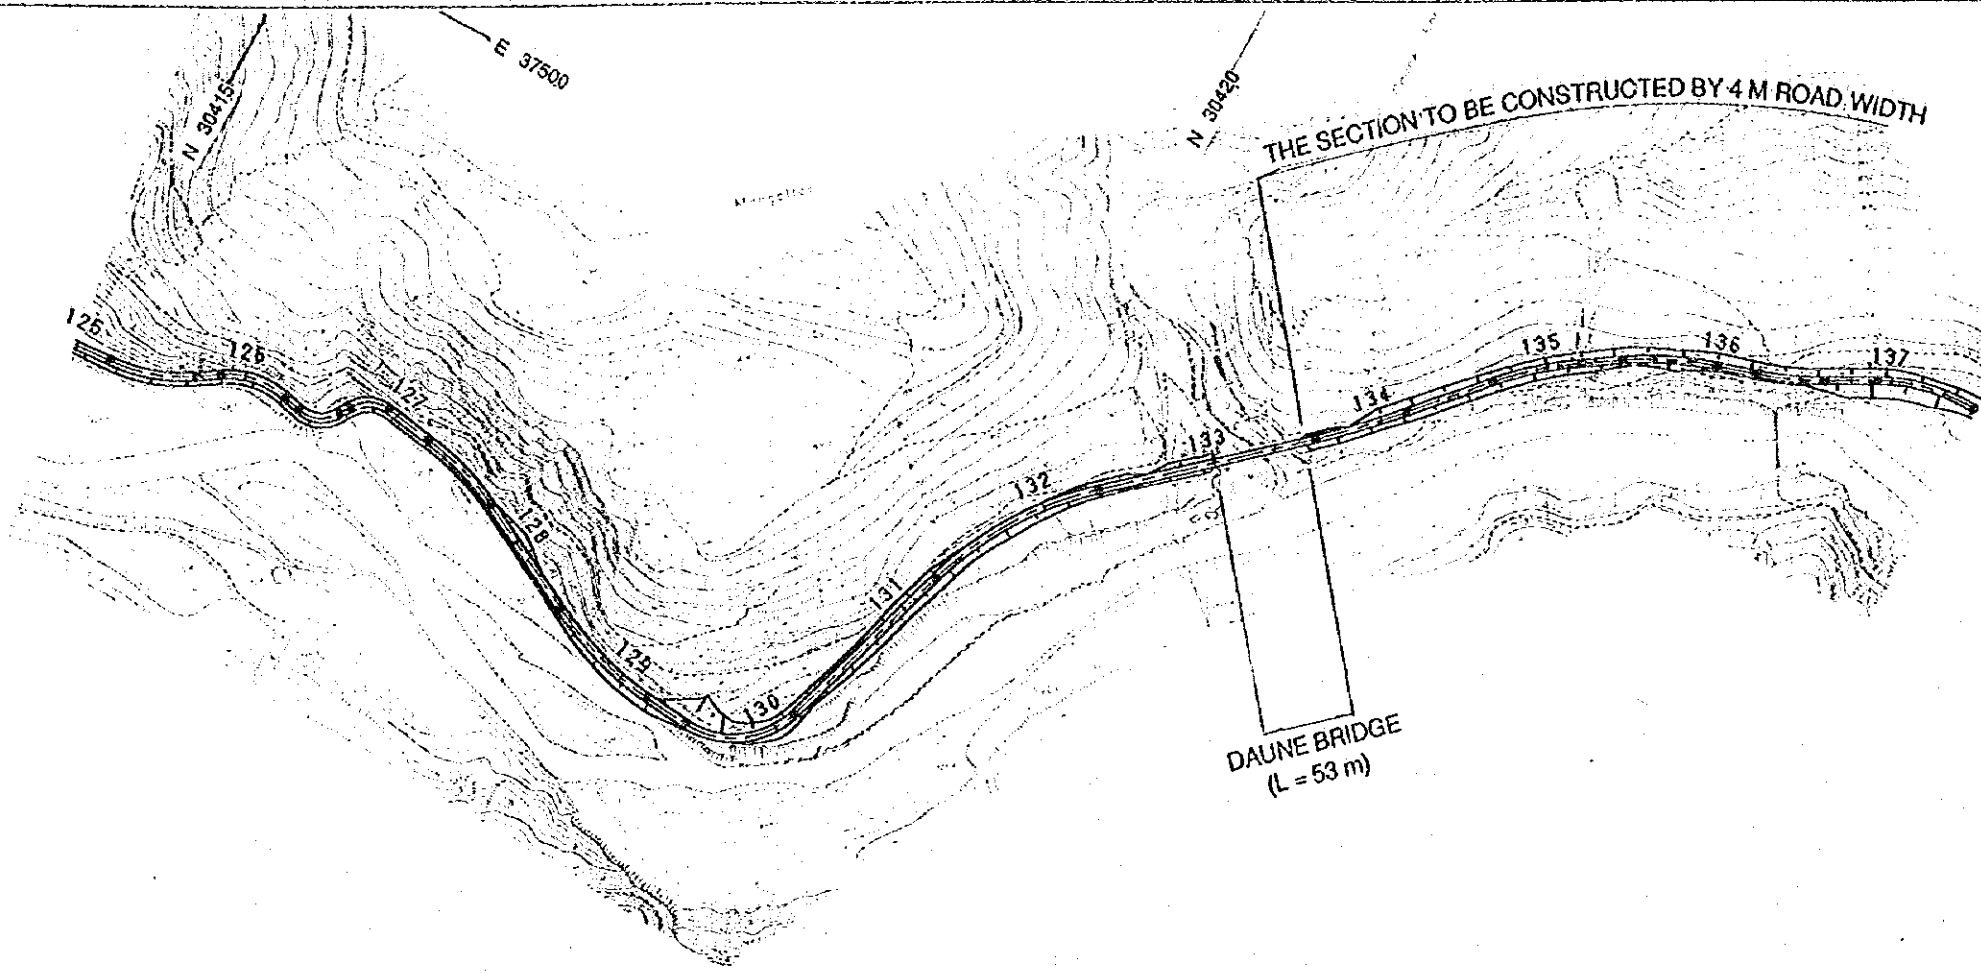 N 30415
E 37500
N 30420
THE SECTION TO BE CONSTRUCTED BY 4 M ROAD WIDTH
125
126
127
128
129
130
131
132
133
134
135
136
137
DAUNE BRIDGE
(L = 53 m)